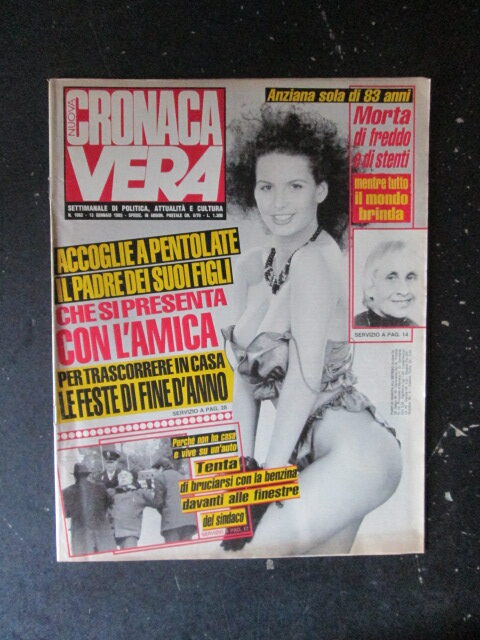 NUOVA
CRONACA
VERA
SETTIMANALE DI POLITICA, ATTUALITÀ E CULTURA
Anziana sola di 83 anni
Morta
di freddo
e di stenti
mentre tutto
il mondo
brinda
SERVIZIO A PAG. 14
ACCOGLIE A PENTOLATE
IL PADRE DEI SUOI FIGLI
CHE SI PRESENTA
CON L'AMICA
PER TRASCORRERE IN CASA
LE FESTE DI FINE D'ANNO
SERVIZIO A PAG.
Perché non ha casa
e vive su un'auto
Tenta
di bruciarsi con la benzina
davanti alle finestre
del sindaco
SERVIZIO A PAG.